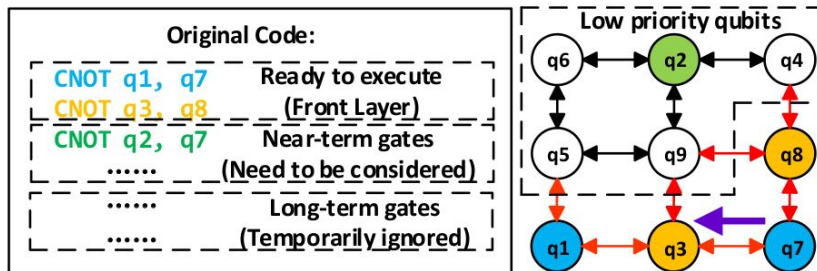 Original Code:
CNOT q1, q7 Ready to execute
CNOT q3, q8 (Front Layer)
CNOT q2, q7 Near-term gates
...... (Need to be considered)
......
Long-term gates
...... (Temporarily ignored)
Low priority qubits
q6 q2 q4
q5 q9 q8
q1 q3 q7